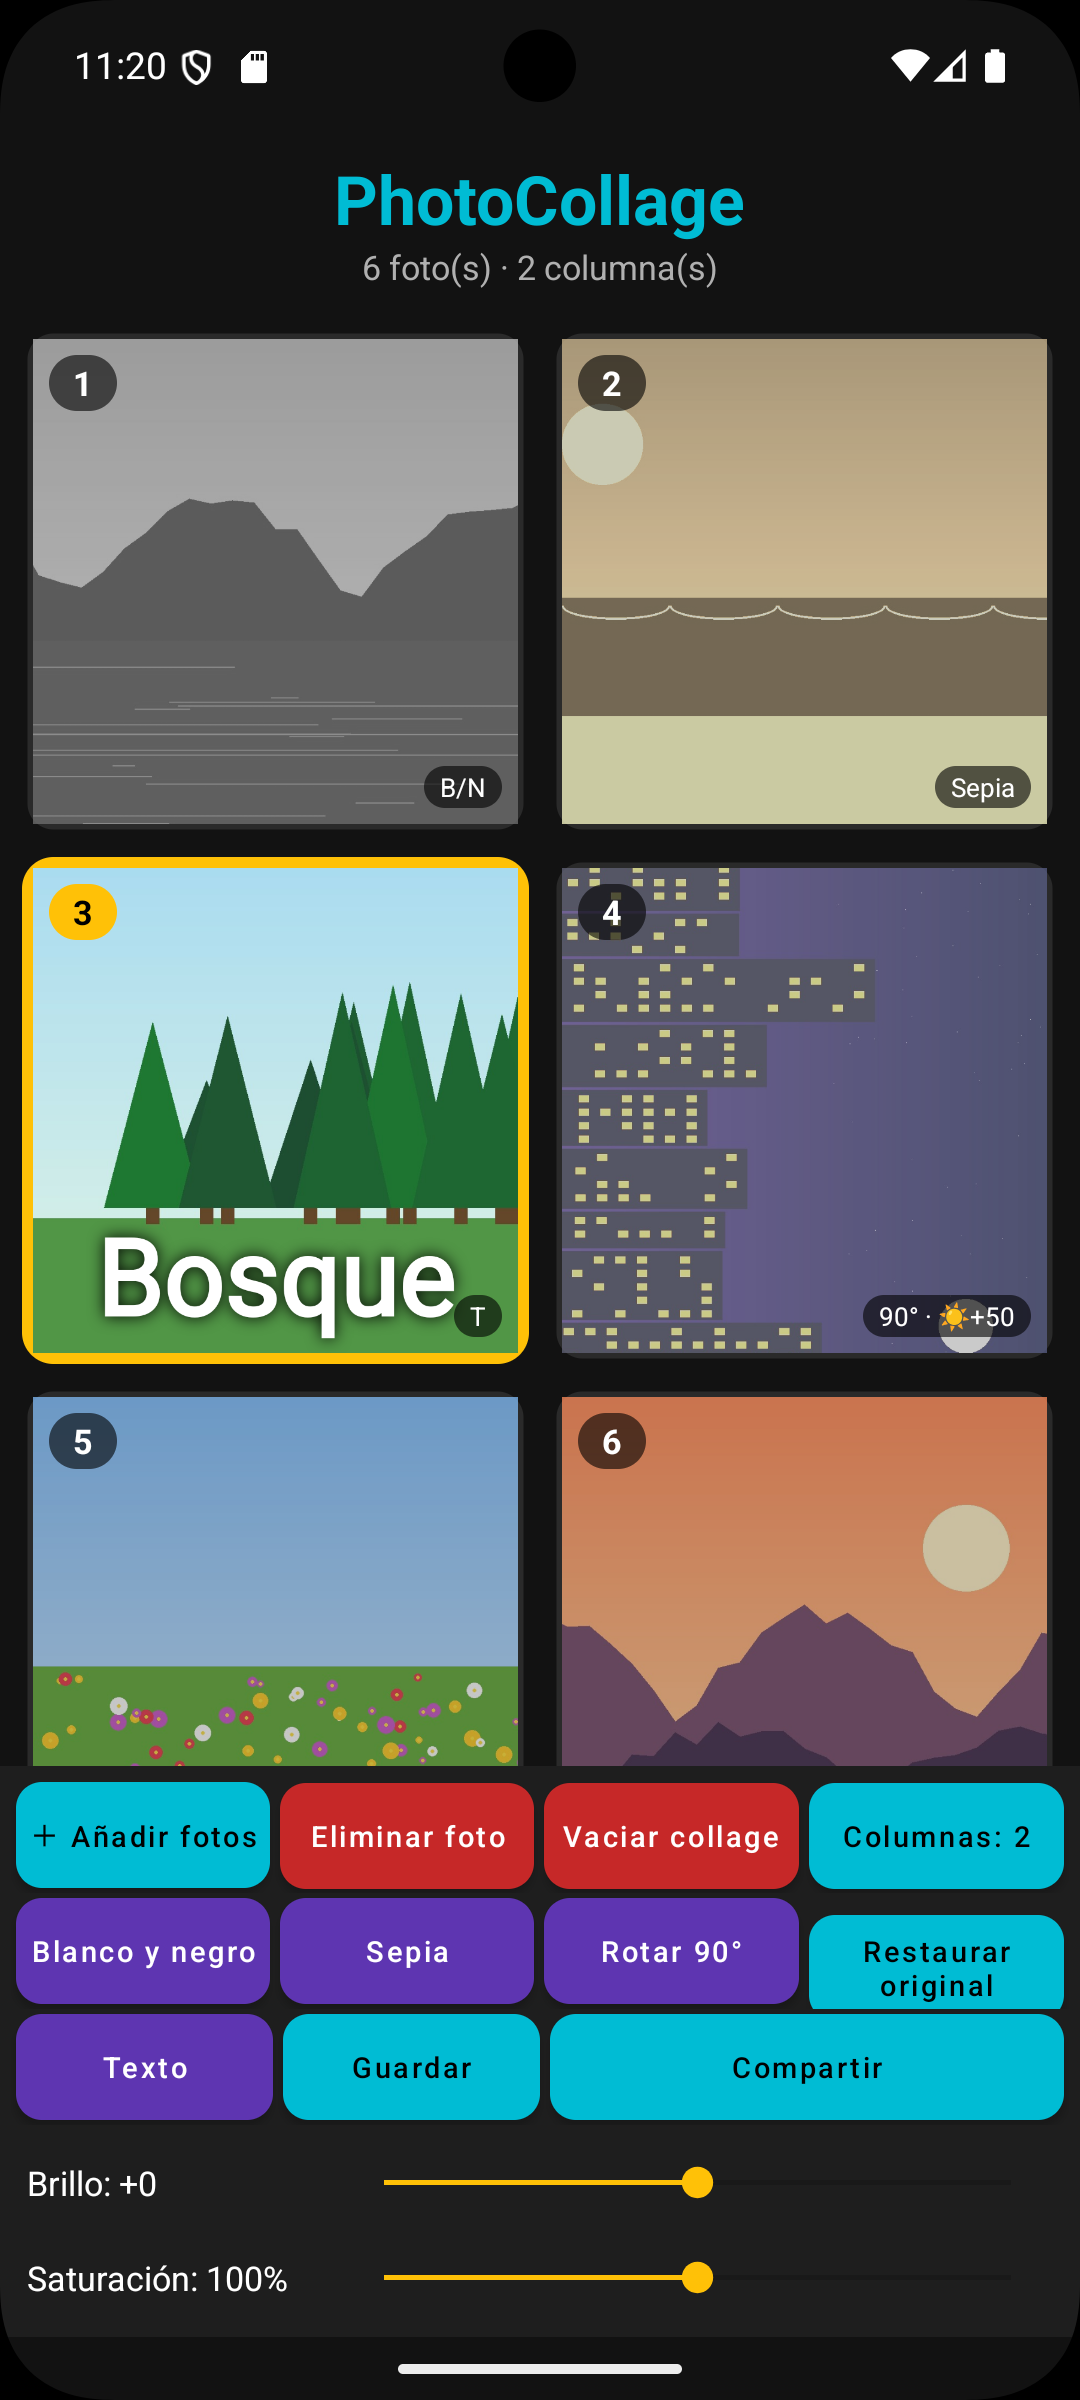 11:20
PhotoCollage
6 foto(s) · 2 columna(s)
1
2
B/N
Sepia
3
4
Bosque
T
90° · ☀️+50
5
6
+ Añadir fotos
Eliminar foto
Vaciar collage
Columnas: 2
Blanco y negro
Sepia
Rotar 90°
Restaurar
original
Texto
Guardar
Compartir
Brillo: +0
Saturación: 100%